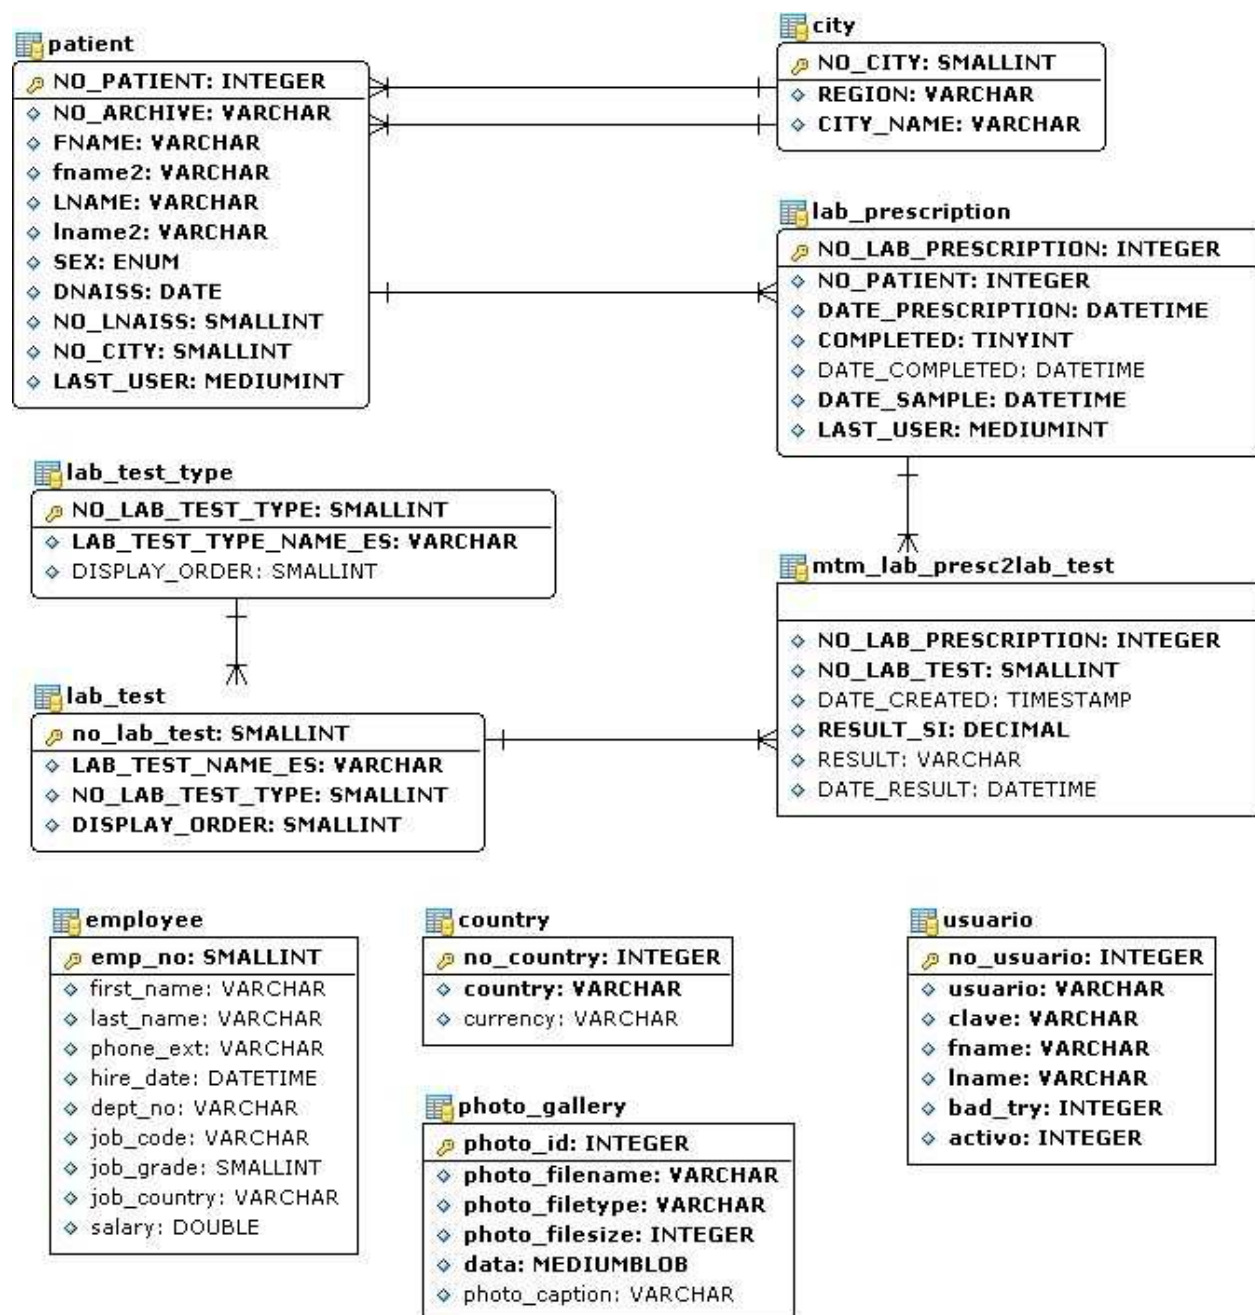 patient
NO_PATIENT: INTEGER
NO_ARCHIVE: VARCHAR
FNAME: VARCHAR
fname2: VARCHAR
LNAME: VARCHAR
lname2: VARCHAR
SEX: ENUM
DNAISS: DATE
NO_LNAISS: SMALLINT
NO_CITY: SMALLINT
LAST_USER: MEDIUMINT
city
NO_CITY: SMALLINT
REGION: VARCHAR
CITY_NAME: VARCHAR
lab_prescription
NO_LAB_PRESCRIPTION: INTEGER
NO_PATIENT: INTEGER
DATE_PRESCRIPTION: DATETIME
COMPLETED: TINYINT
DATE_COMPLETED: DATETIME
DATE_SAMPLE: DATETIME
LAST_USER: MEDIUMINT
lab_test_type
NO_LAB_TEST_TYPE: SMALLINT
LAB_TEST_TYPE_NAME_ES: VARCHAR
DISPLAY_ORDER: SMALLINT
mtm_lab_presc2lab_test
NO_LAB_PRESCRIPTION: INTEGER
NO_LAB_TEST: SMALLINT
DATE_CREATED: TIMESTAMP
RESULT_SI: DECIMAL
RESULT: VARCHAR
DATE_RESULT: DATETIME
lab_test
no_lab_test: SMALLINT
LAB_TEST_NAME_ES: VARCHAR
NO_LAB_TEST_TYPE: SMALLINT
DISPLAY_ORDER: SMALLINT
employee
emp_no: SMALLINT
first_name: VARCHAR
last_name: VARCHAR
phone_ext: VARCHAR
hire_date: DATETIME
dept_no: VARCHAR
job_code: VARCHAR
job_grade: SMALLINT
job_country: VARCHAR
salary: DOUBLE
country
no_country: INTEGER
country: VARCHAR
currency: VARCHAR
photo_gallery
photo_id: INTEGER
photo_filename: VARCHAR
photo_filetype: VARCHAR
photo_filesize: INTEGER
data: MEDIUMBLOB
photo_caption: VARCHAR
usuario
no_usuario: INTEGER
usuario: VARCHAR
clave: VARCHAR
fname: VARCHAR
lname: VARCHAR
bad_try: INTEGER
activo: INTEGER